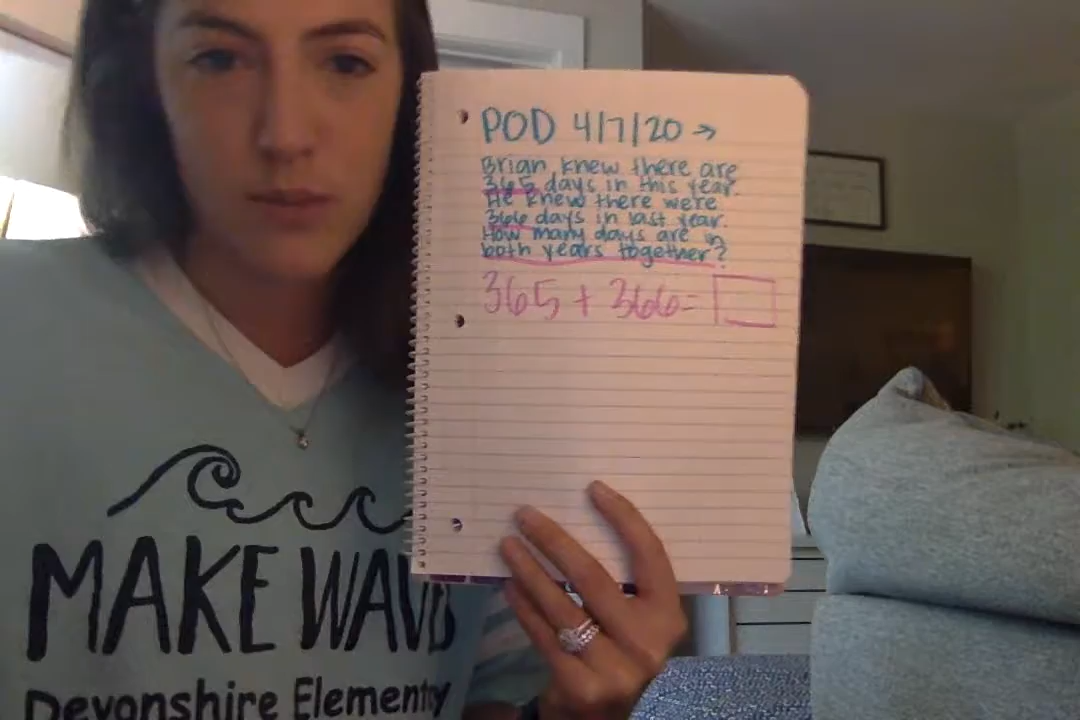 POD 4/7/20 →
Brian knew there are
365 days in this year.
He knew there were
366 days in last year.
How many days are in
both years together?
365 + 366 =
MAKE WAVES
Devonshire Elementry